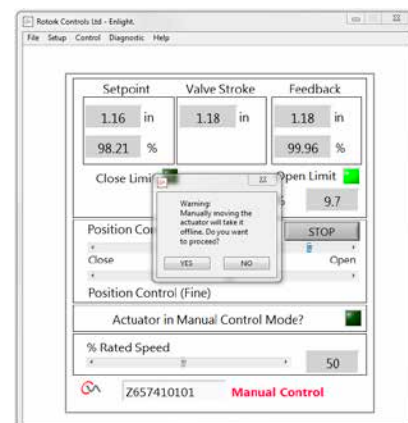 Rotork Controls Ltd - Enlight.
File Setup Control Diagnostic Help
Setpoint Valve Stroke Feedback
1.16 in 1.18 in 1.18 in
98.21 % 99.96 %
Close Limit Open Limit
9.7
Warning:
Manually moving the
actuator will take it
offline. Do you want
to proceed?
YES NO
Position STOP
Close Open
Position Control (Fine)
Actuator in Manual Control Mode?
% Rated Speed
50
Z657410101 Manual Control